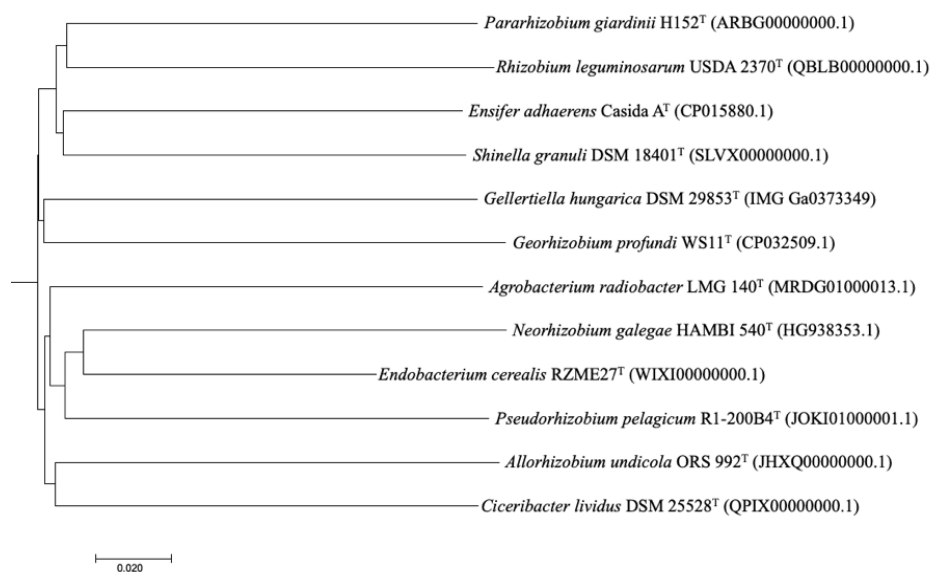 Pararhizobium giardinii H152ᵀ (ARBG00000000.1)
Rhizobium leguminosarum USDA 2370ᵀ (QBLB00000000.1)
Ensifer adhaerens Casida Aᵀ (CP015880.1)
Shinella granuli DSM 18401ᵀ (SLVX00000000.1)
Gellertiella hungarica DSM 29853ᵀ (IMG Ga0373349)
Georhizobium profundi WS11ᵀ (CP032509.1)
Agrobacterium radiobacter LMG 140ᵀ (MRDG01000013.1)
Neorhizobium galegae HAMBI 540ᵀ (HG938353.1)
Endobacterium cerealis RZME27ᵀ (WIXI00000000.1)
Pseudorhizobium pelagicum R1-200B4ᵀ (JOKI01000001.1)
Allorhizobium undicola ORS 992ᵀ (JHXQ00000000.1)
Ciceribacter lividus DSM 25528ᵀ (QPIX00000000.1)
0.020